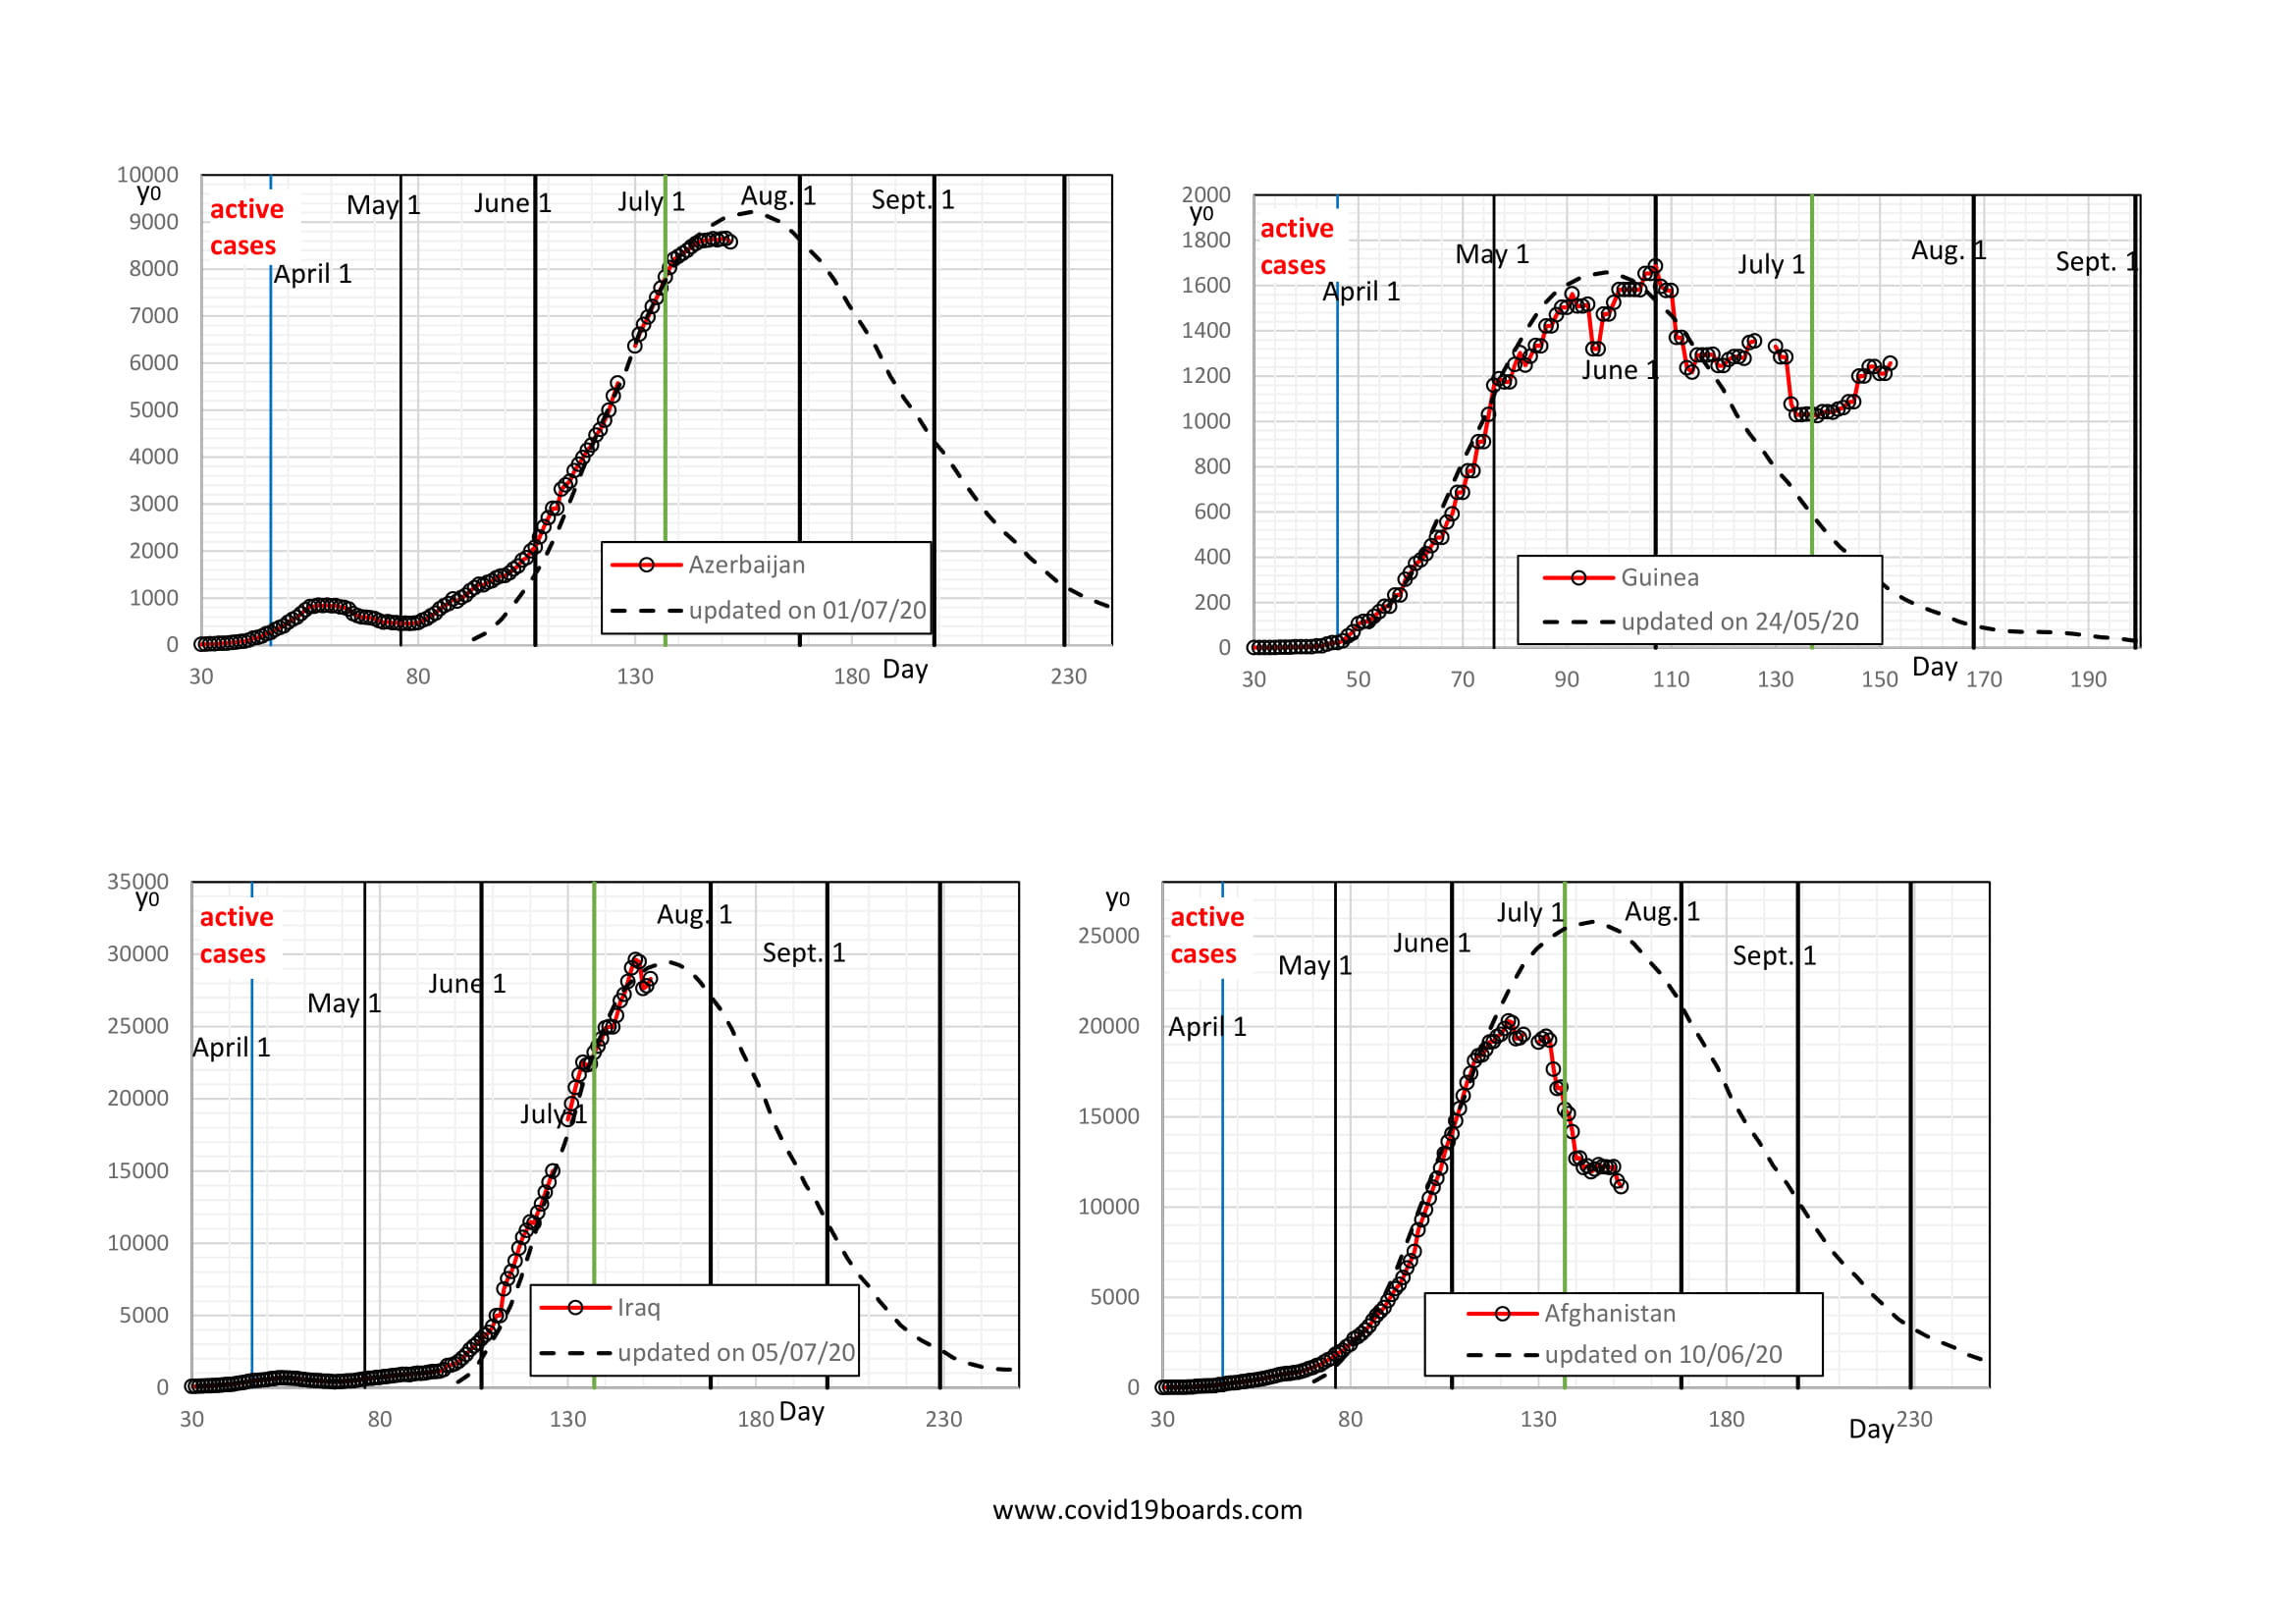 10000
9000
8000
7000
6000
5000
4000
3000
2000
1000
0
y0
active
cases
April 1
May 1
June 1
July 1
Aug. 1
Sept. 1
Azerbaijan
updated on 01/07/20
30
80
130
180
Day
230
2000
1800
1600
1400
1200
1000
800
600
400
200
0
y0
active
cases
April 1
May 1
June 1
July 1
Aug. 1
Sept. 1
Guinea
updated on 24/05/20
30
50
70
90
110
130
150
Day
170
190
35000
30000
25000
20000
15000
10000
5000
0
y0
active
cases
April 1
May 1
June 1
July 1
Aug. 1
Sept. 1
Iraq
updated on 05/07/20
30
80
130
180
Day
230
y0
25000
20000
15000
10000
5000
0
active
cases
April 1
May 1
June 1
July 1
Aug. 1
Sept. 1
Afghanistan
updated on 10/06/20
30
80
130
180
Day
230
www.covid19boards.com